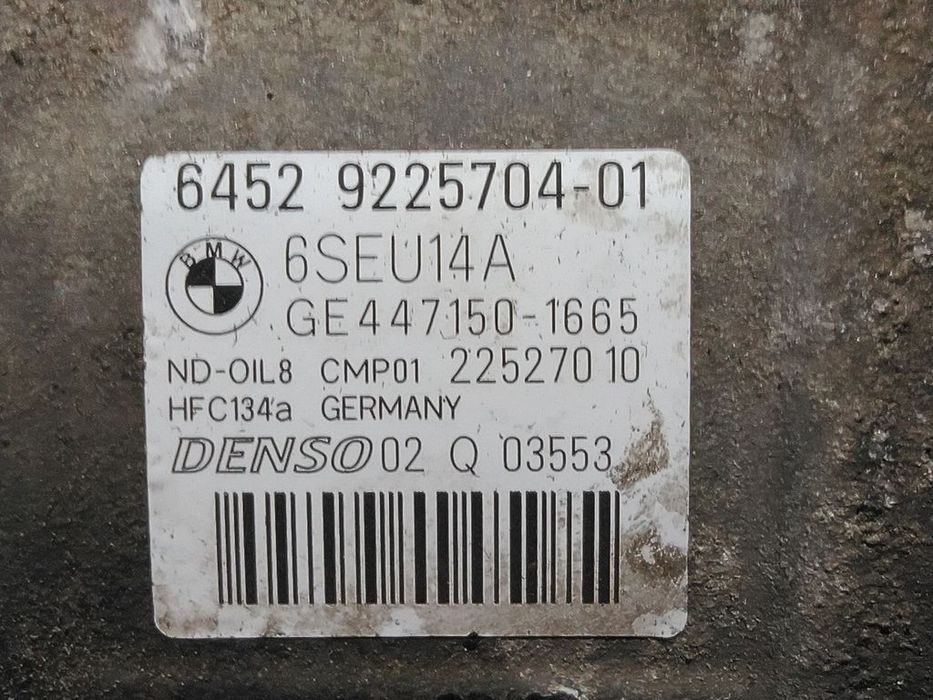 6452 9225704-01
BMW 6SEU14A
GE447150-1665
ND-OIL8 CMP01 22527010
HFC134a GERMANY
DENSO 02 Q 03553